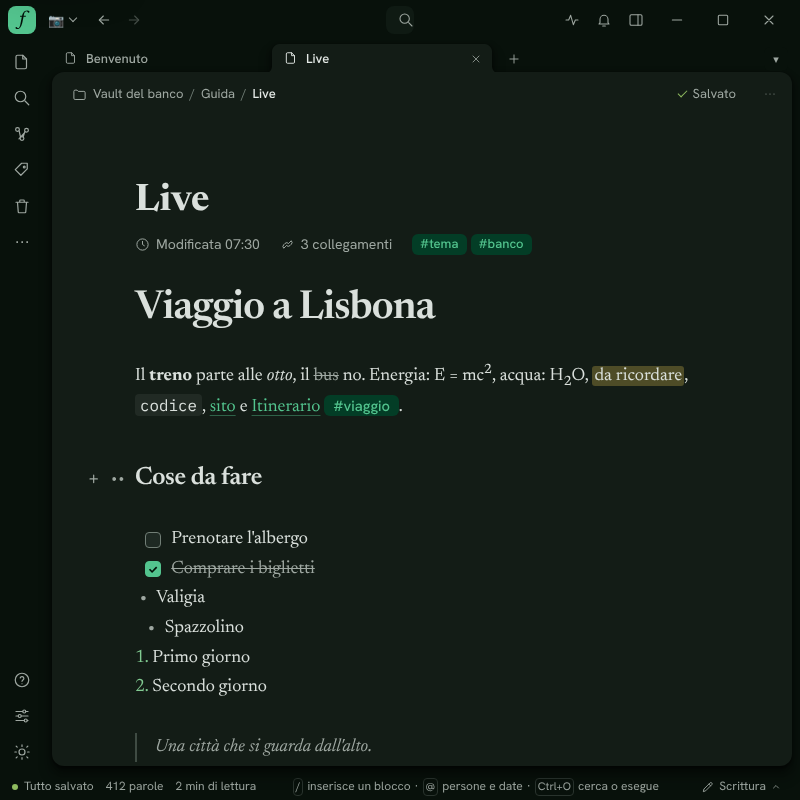 f
Benvenuto
Live
Vault del banco / Guida / Live
Salvato
Live
Modificata 07:30 3 collegamenti #tema #banco
Viaggio a Lisbona
Il treno parte alle otto, il bus no. Energia: E = mc², acqua: H₂O, da ricordare,
codice, sito e Itinerario #viaggio.
Cose da fare
Prenotare l'albergo
Comprare i biglietti
• Valigia
• Spazzolino
1. Primo giorno
2. Secondo giorno
Una città che si guarda dall'alto.
Tutto salvato 412 parole 2 min di lettura / inserisce un blocco · @ persone e date · Ctrl+O cerca o esegue Scrittura